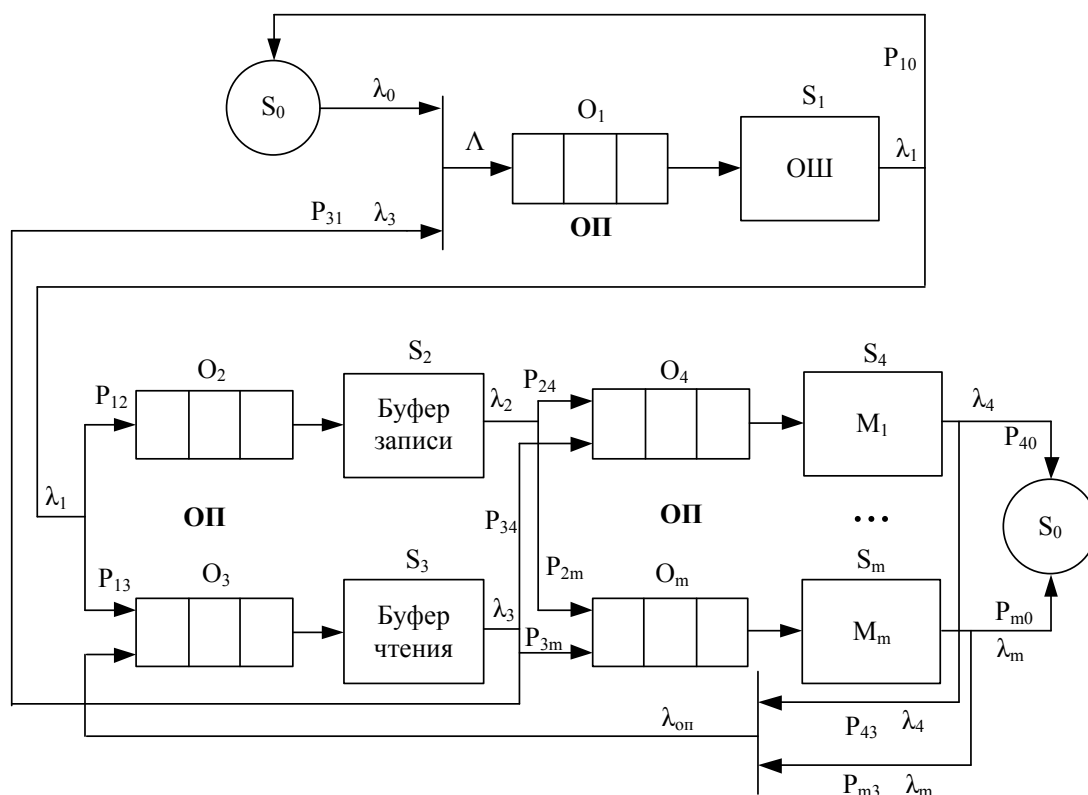 P₁₀
S₀
λ₀
Λ
O₁
S₁
ОШ
λ₁
P₃₁ λ₃
ОП
O₂
S₂
P₂₄
O₄
S₄
P₁₂
Буфер
записи
λ₂
M₁
λ₄
P₄₀
λ₁
ОП
P₃₄
ОП
...
S₀
P₁₃
O₃
S₃
P₂ₘ
Oₘ
Sₘ
Буфер
чтения
λ₃
P₃ₘ
Mₘ
Pₘ₀
λₘ
λоп
P₄₃ λ₄
Pₘ₃ λₘ